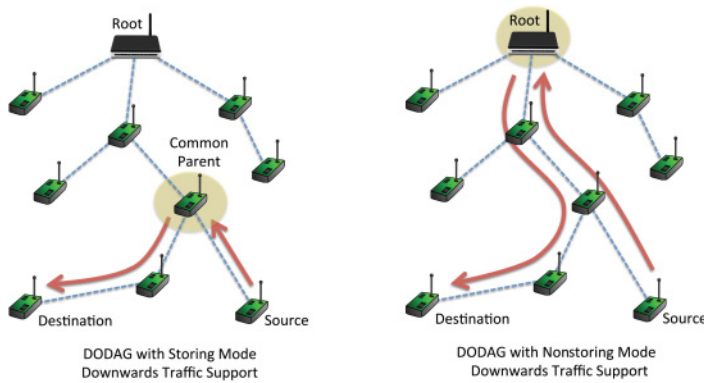 Root
Common
Parent
Destination
Source
DODAG with Storing Mode
Downwards Traffic Support
Root
Destination
Source
DODAG with Nonstoring Mode
Downwards Traffic Support